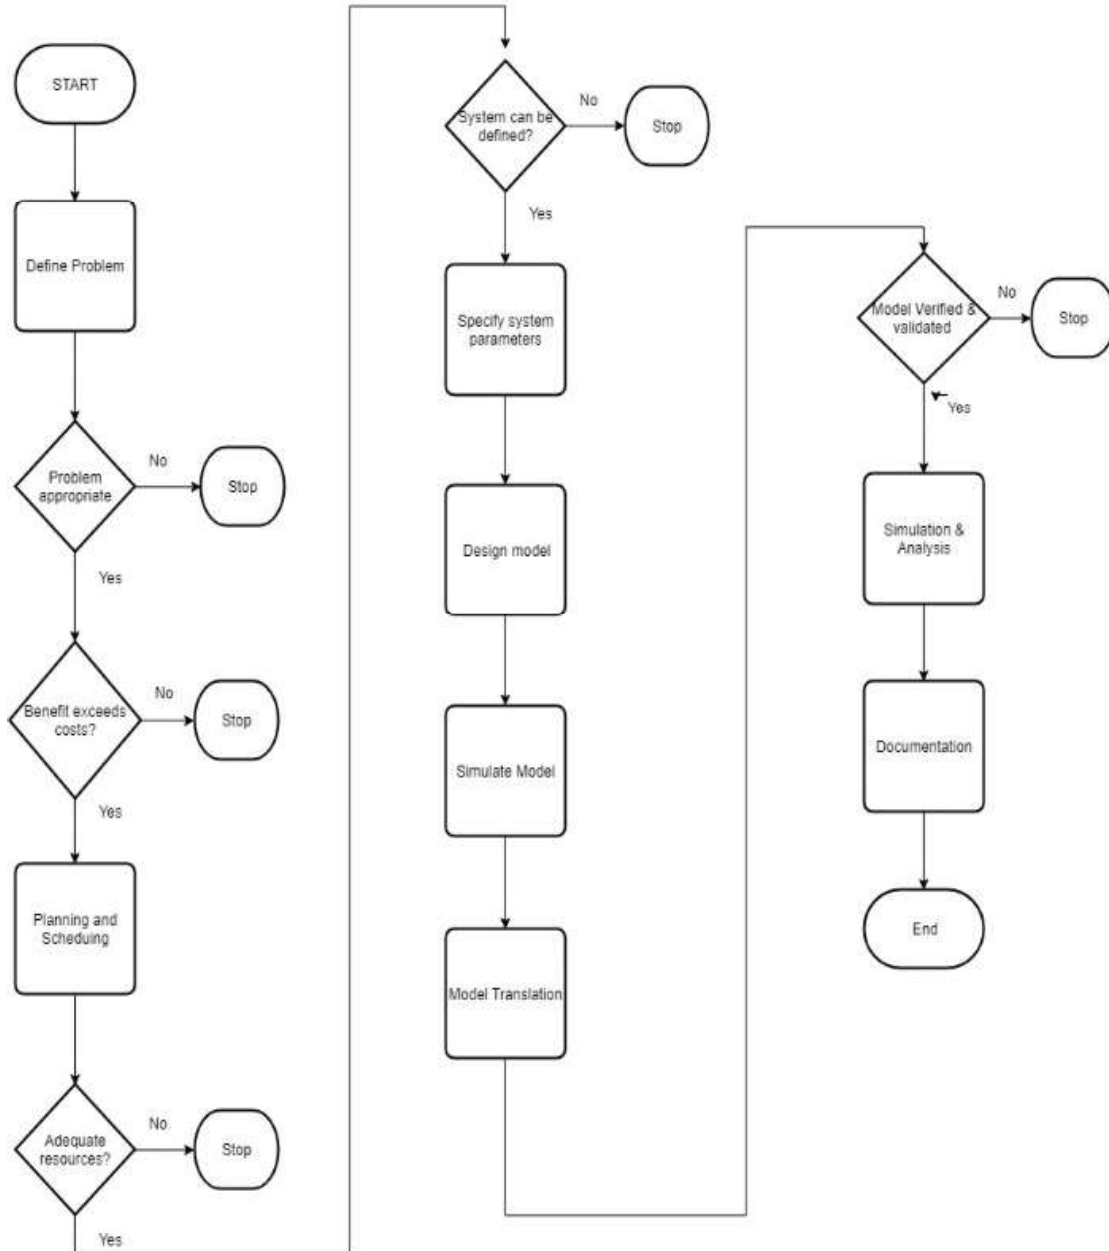 START
Define Problem
Problem
appropriate
No
Stop
Yes
Benefit exceeds
costs?
No
Stop
Yes
Planning and
Scheduing
Adequate
resources?
No
Stop
Yes
System can be
defined?
No
Stop
Yes
Specify system
parameters
Design model
Simulate Model
Model Translation
Model Verified &
validated
No
Stop
Yes
Simulation &
Analysis
Documentation
End